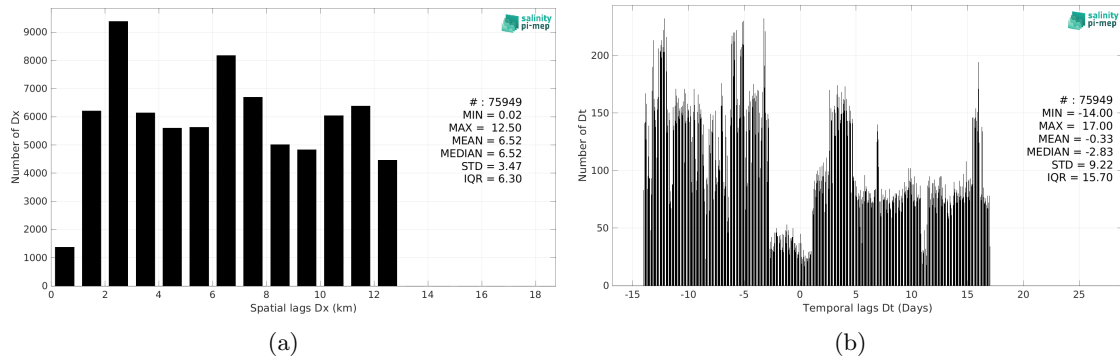 salinity
pi-mep
9000
8000
7000
6000
5000
4000
3000
2000
1000
0
Number of Dx
# : 75949
MIN = 0.02
MAX = 12.50
MEAN = 6.52
MEDIAN = 6.52
STD = 3.47
IQR = 6.30
0 2 4 6 8 10 12 14 16 18
Spatial lags Dx (km)
(a)
salinity
pi-mep
200
150
100
50
0
Number of Dt
# : 75949
MIN = -14.00
MAX = 17.00
MEAN = -0.33
MEDIAN = -2.83
STD = 9.22
IQR = 15.70
-15 -10 -5 0 5 10 15 20 25
Temporal lags Dt (Days)
(b)